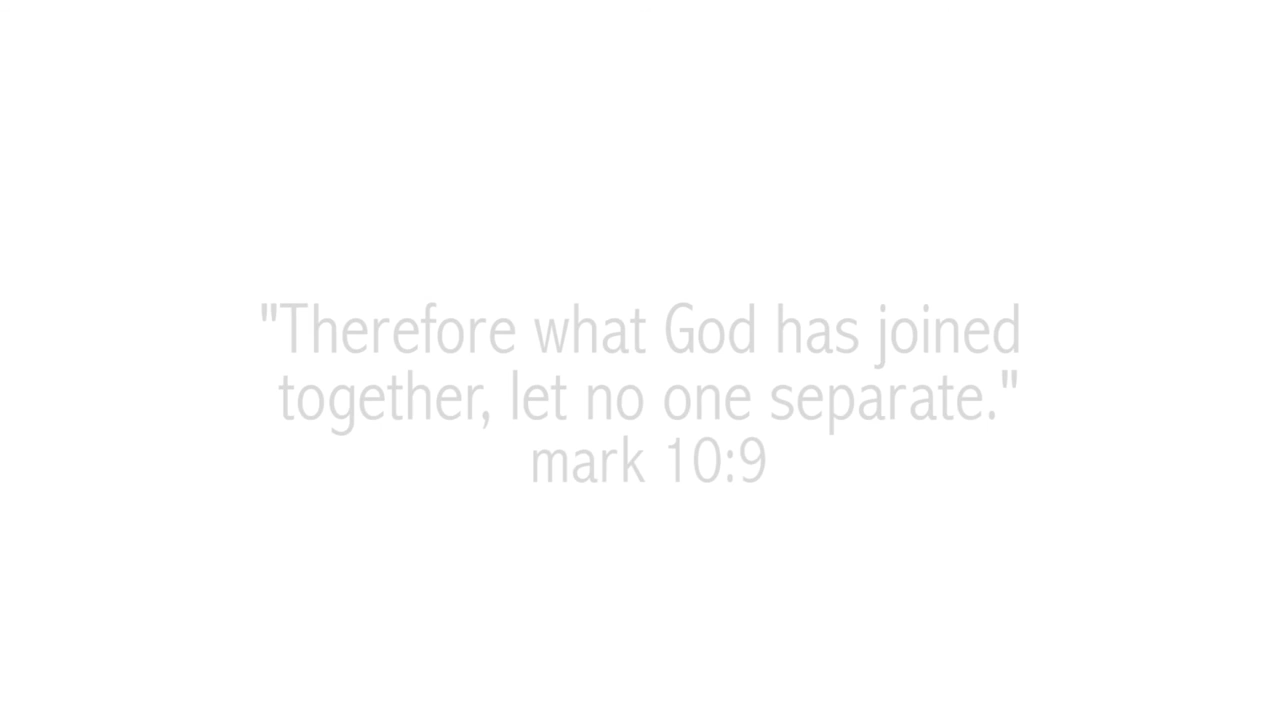 "Therefore what God has joined
together, let no one separate."
mark 10:9